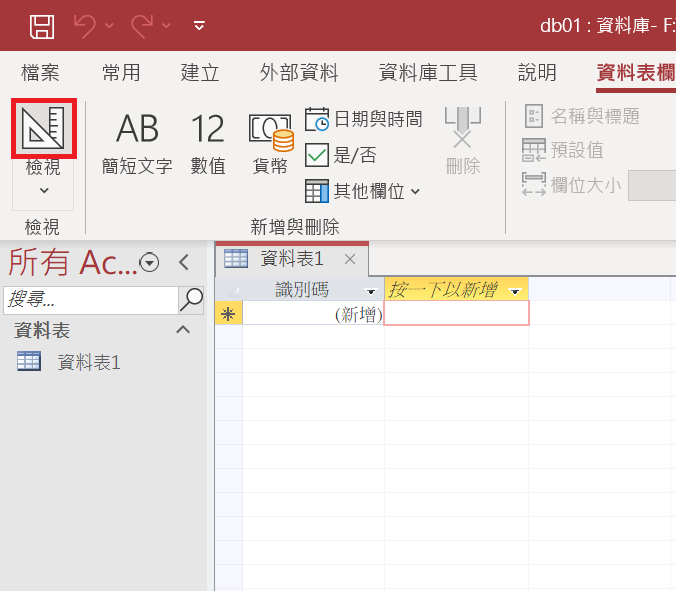 db01 : 資料庫- F:
檔案 常用 建立 外部資料 資料庫工具 說明 資料表欄
檢視
AB
簡短文字
12
數值
貨幣
日期與時間
是/否
其他欄位
刪除
名稱與標題
預設值
欄位大小
檢視
新增與刪除
所有 Ac...
搜尋...
資料表
資料表1
資料表1
識別碼 按一下以新增
(新增)